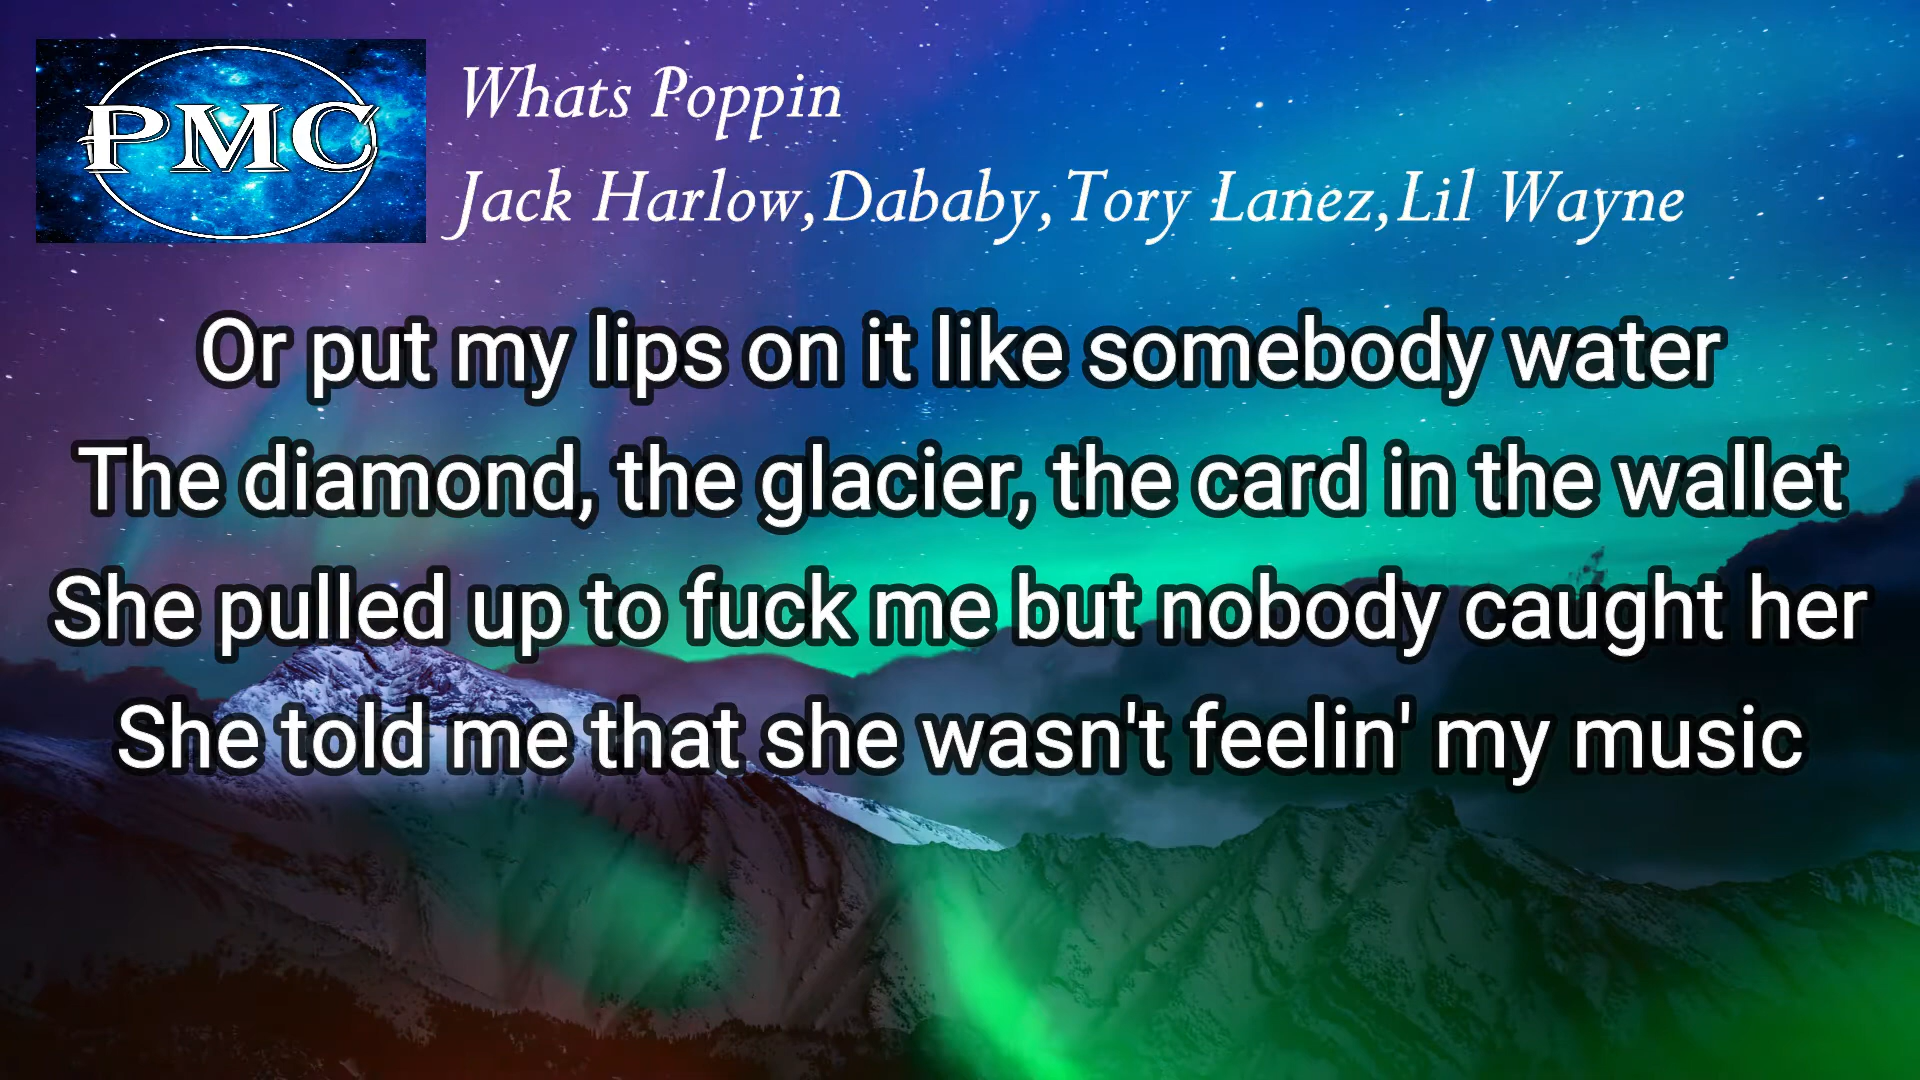 PMC
Whats Poppin
Jack Harlow,Dababy,Tory Lanez,Lil Wayne
Or put my lips on it like somebody water
The diamond, the glacier, the card in the wallet
She pulled up to fuck me but nobody caught her
She told me that she wasn't feelin' my music